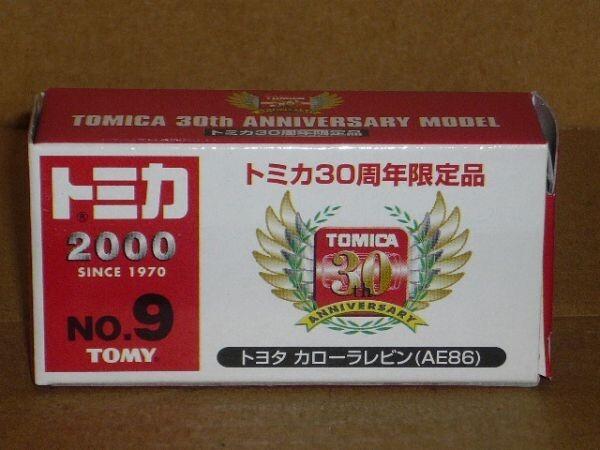 TOMICA 30th ANNIVERSARY MODEL
トミカ30周年限定品
トミカ®
2000
SINCE 1970
NO.9
TOMY
トミカ30周年限定品
TOMICA
30th
ANNIVERSARY
トヨタ カローラレビン(AE86)